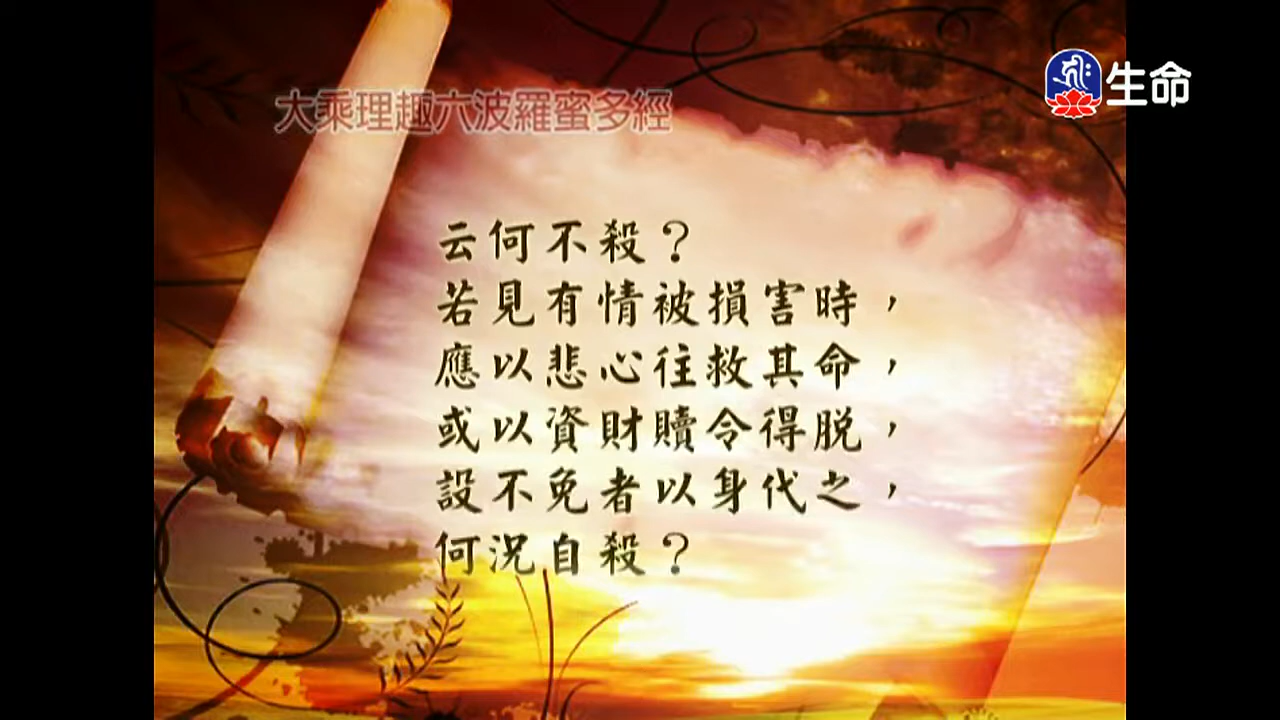 生命
大乘理趣六波羅蜜多經
云何不殺？
若見有情被損害時，
應以悲心往救其命，
或以資財贖令得脫，
設不免者以身代之，
何況自殺？